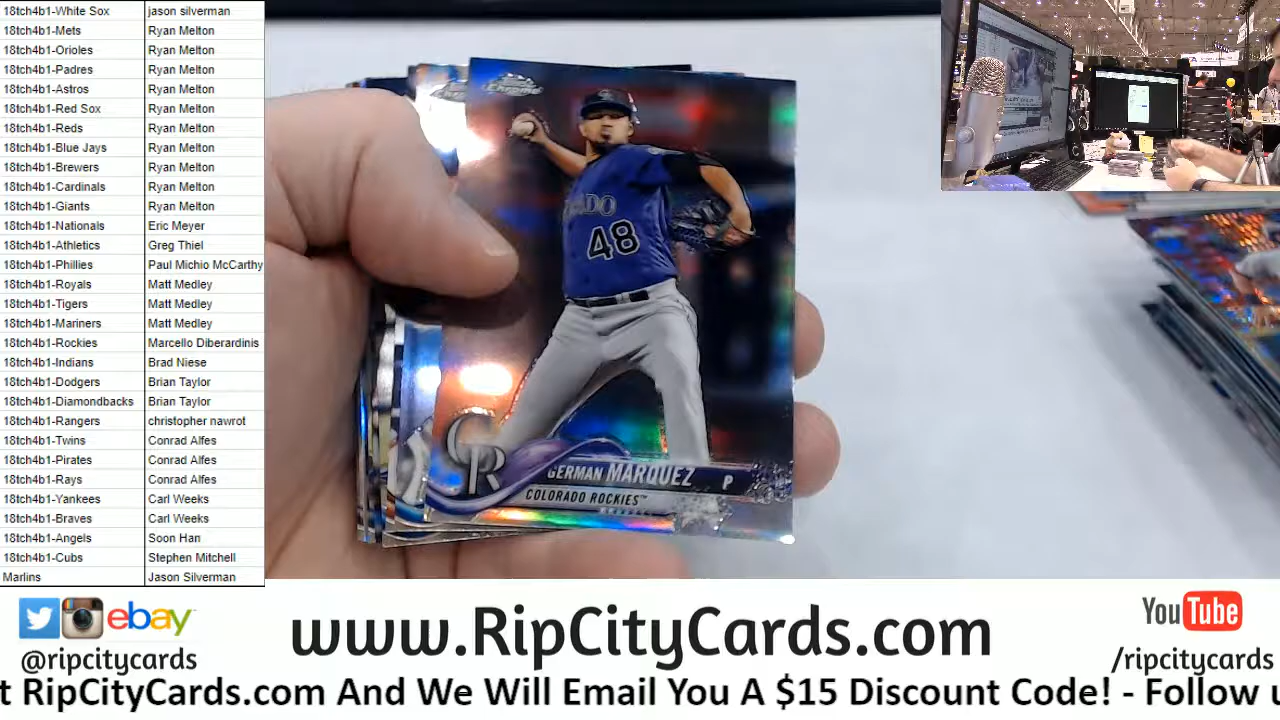 18tch4b1-White Sox jason silverman
18tch4b1-Mets Ryan Melton
18tch4b1-Orioles Ryan Melton
18tch4b1-Padres Ryan Melton
18tch4b1-Astros Ryan Melton
18tch4b1-Red Sox Ryan Melton
18tch4b1-Reds Ryan Melton
18tch4b1-Blue Jays Ryan Melton
18tch4b1-Brewers Ryan Melton
18tch4b1-Cardinals Ryan Melton
18tch4b1-Giants Ryan Melton
18tch4b1-Nationals Eric Meyer
18tch4b1-Athletics Greg Thiel
18tch4b1-Phillies Paul Michio McCarthy
18tch4b1-Royals Matt Medley
18tch4b1-Tigers Matt Medley
18tch4b1-Mariners Matt Medley
18tch4b1-Rockies Marcello Diberardinis
18tch4b1-Indians Brad Niese
18tch4b1-Dodgers Brian Taylor
18tch4b1-Diamondbacks Brian Taylor
18tch4b1-Rangers christopher nawrot
18tch4b1-Twins Conrad Alfes
18tch4b1-Pirates Conrad Alfes
18tch4b1-Rays Conrad Alfes
18tch4b1-Yankees Carl Weeks
18tch4b1-Braves Carl Weeks
18tch4b1-Angels Soon Han
18tch4b1-Cubs Stephen Mitchell
Marlins Jason Silverman
Chrome
48
CR
GERMAN MARQUEZ P
COLORADO ROCKIES™
ebay
@ripcitycards
www.RipCityCards.com
YouTube
/ripcitycards
t RipCityCards.com And We Will Email You A $15 Discount Code! - Follow u